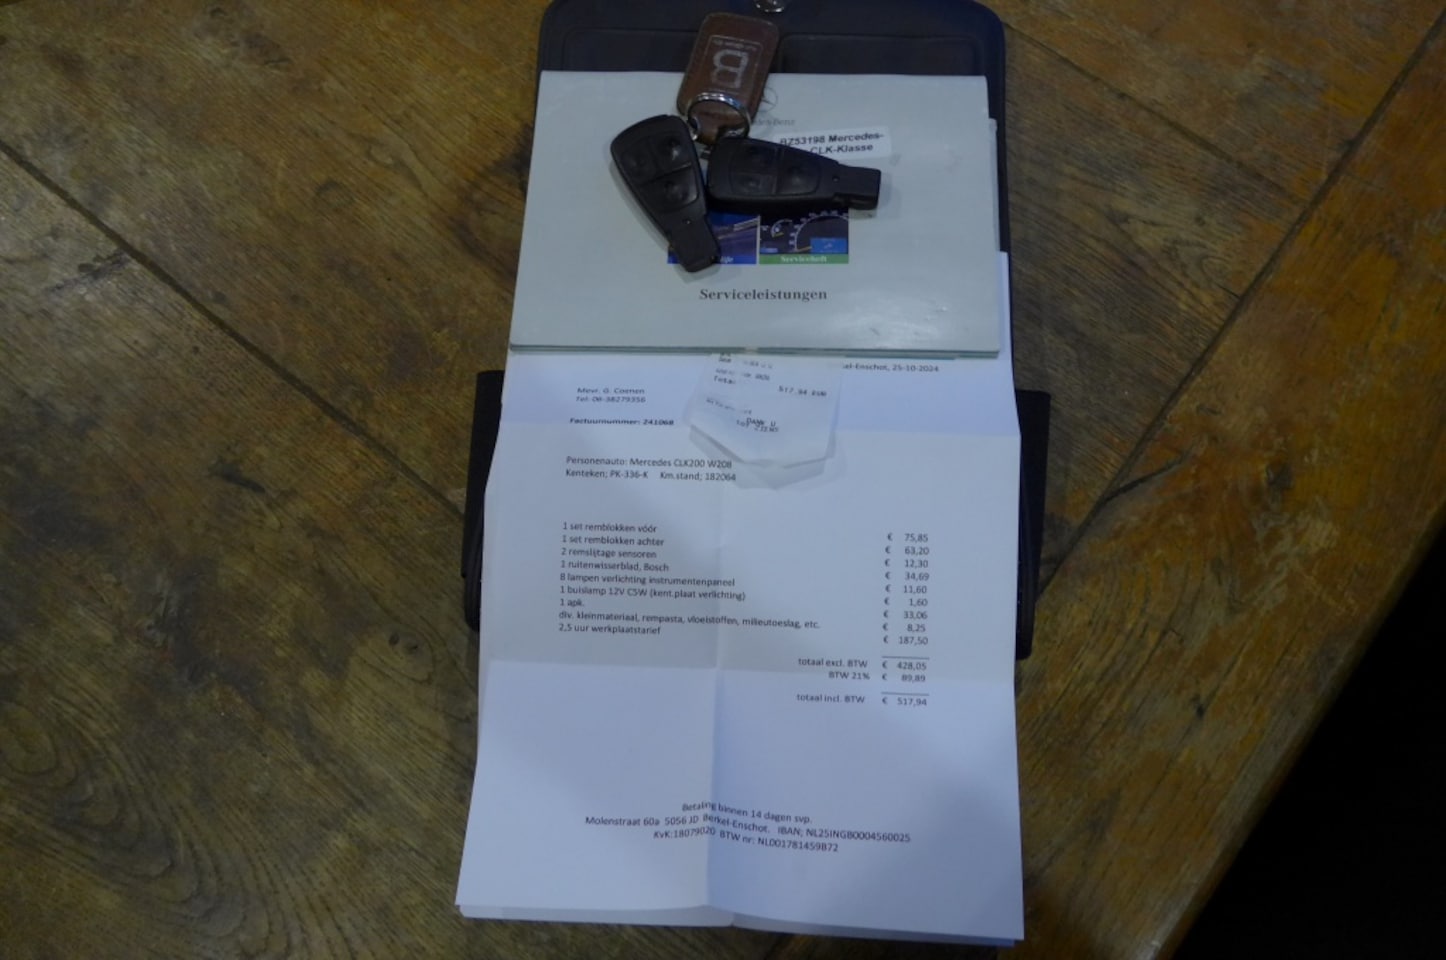 BZ53198 Mercedes-
CLK-Klasse
Serviceheft
Serviceleistungen
el-Enschot, 25-10-2024
517.94 EUR
DANK U
Mevr. G. Coenen
Tel: 06-38279356
Factuurnummer: 241068
Personenauto: Mercedes CLK200 W208
Kenteken; PK-336-K Km.stand; 182064
1 set remblokken vóór € 75,85
1 set remblokken achter € 63,20
2 remslijtage sensoren € 12,30
1 ruitenwisserblad, Bosch € 34,69
8 lampen verlichting instrumentenpaneel € 11,60
1 buislamp 12V C5W (kent.plaat verlichting) € 1,60
1 apk. € 33,06
div. kleinmateriaal, rempasta, vloeistoffen, milieutoeslag, etc. € 8,25
2,5 uur werkplaatstarief € 187,50
totaal excl. BTW € 428,05
BTW 21% € 89,89
totaal incl. BTW € 517,94
Betaling binnen 14 dagen svp.
Molenstraat 60a 5056 JD Berkel-Enschot. IBAN; NL25INGB0004560025
KvK:18079020 BTW nr: NL001781459B72